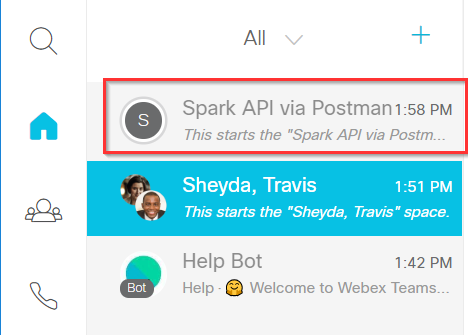 All
S
Spark API via Postman 1:58 PM
This starts the "Spark API via Postm...
Sheyda, Travis 1:51 PM
This starts the "Sheyda, Travis" space.
Help Bot 1:42 PM
Bot
Help · 🤗 Welcome to Webex Teams...